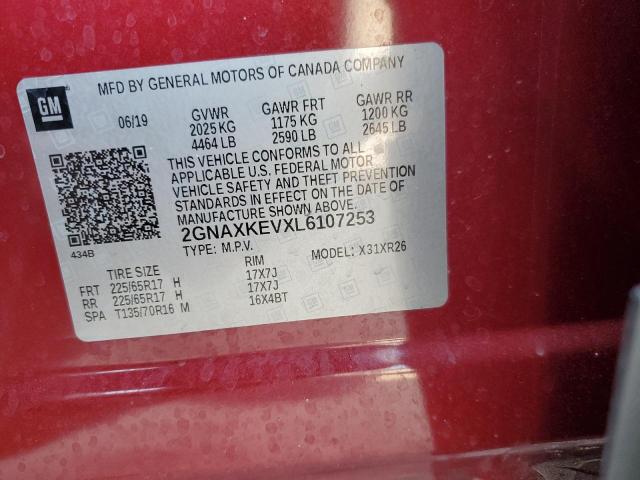 MFD BY GENERAL MOTORS OF CANADA COMPANY
GM
06/19 GVWR GAWR FRT GAWR RR
2025 KG 1175 KG 1200 KG
4464 LB 2590 LB 2645 LB
THIS VEHICLE CONFORMS TO ALL
APPLICABLE U.S. FEDERAL MOTOR
VEHICLE SAFETY AND THEFT PREVENTION
STANDARDS IN EFFECT ON THE DATE OF
MANUFACTURE SHOWN ABOVE.
2GNAXKEVXL6107253
434B
TYPE: M.P.V. MODEL: X31XR26
TIRE SIZE RIM
FRT 225/65R17 H 17X7J
RR 225/65R17 H 17X7J
SPA T135/70R16 M 16X4BT